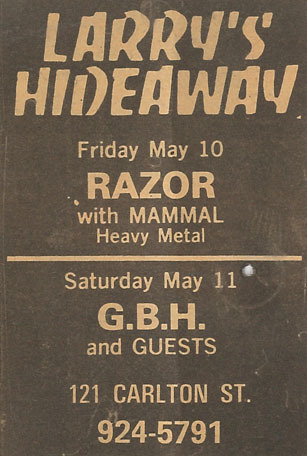 LARRY'S
HIDEAWAY
Friday May 10
RAZOR
with MAMMAL
Heavy Metal
Saturday May 11
G.B.H.
and GUESTS
121 CARLTON ST.
924-5791